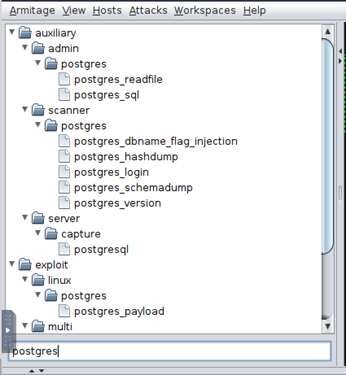 Armitage View Hosts Attacks Workspaces Help
auxiliary
admin
postgres
postgres_readfile
postgres_sql
scanner
postgres
postgres_dbname_flag_injection
postgres_hashdump
postgres_login
postgres_schemadump
postgres_version
server
capture
postgresql
exploit
linux
postgres
postgres_payload
multi
postgres